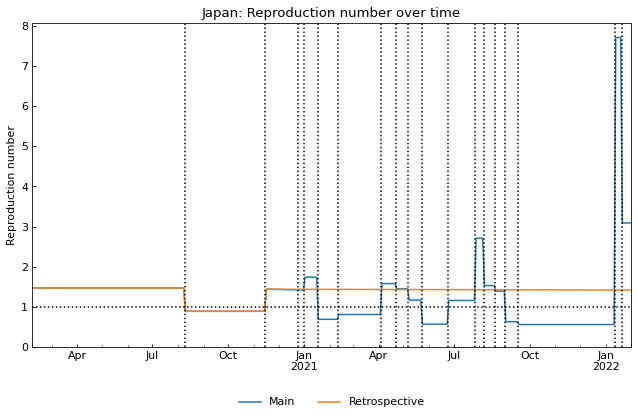 Japan: Reproduction number over time
Reproduction number
8
7
6
5
4
3
2
1
0
Apr Jul Oct Jan Apr Jul Oct Jan
2021 2022
Main Retrospective